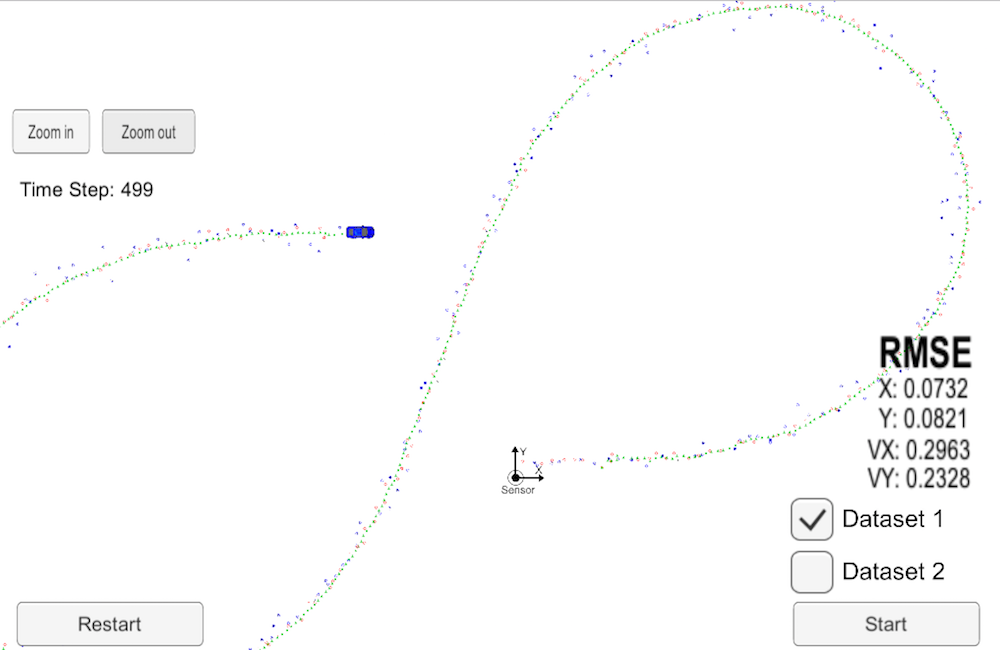 Zoom in
Zoom out
Time Step: 499
RMSE
X: 0.0732
Y: 0.0821
VX: 0.2963
VY: 0.2328
Y
X
Sensor
Dataset 1
Dataset 2
Restart
Start